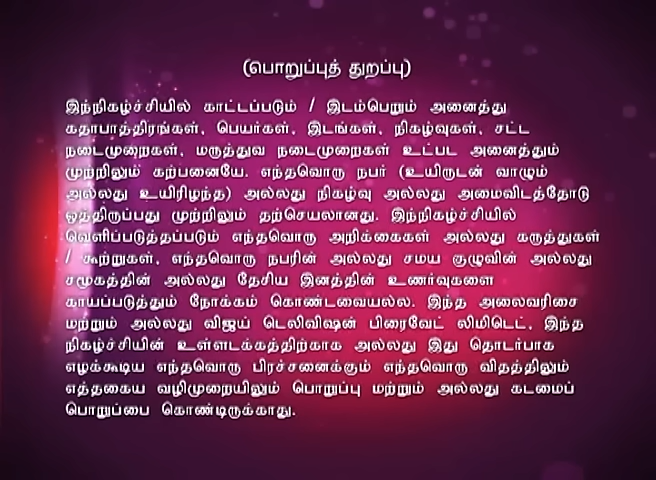 (பொறுப்புத் துறப்பு)
இந்நிகழ்ச்சியில் காட்டப்படும் / இடம்பெறும் அனைத்து
கதாபாத்திரங்கள், பெயர்கள், இடங்கள், நிகழ்வுகள், சட்ட
நடைமுறைகள், மருத்துவ நடைமுறைகள் உட்பட அனைத்தும்
முற்றிலும் கற்பனையே. எந்தவொரு நபர் (உயிருடன் வாழும்
அல்லது உயிரிழந்த) அல்லது நிகழ்வு அல்லது அமைவிடத்தோடு
ஒத்திருப்பது முற்றிலும் தற்செயலானது. இந்நிகழ்ச்சியில்
வெளிப்படுத்தப்படும் எந்தவொரு அறிக்கைகள் அல்லது கருத்துகள்
/ கூற்றுகள், எந்தவொரு நபரின் அல்லது சமய குழுவின் அல்லது
சமூகத்தின் அல்லது தேசிய இனத்தின் உணர்வுகளை
காயப்படுத்தும் நோக்கம் கொண்டவையல்ல. இந்த அலைவரிசை
மற்றும் அல்லது விஜய் டெலிவிஷன் பிரைவேட் லிமிடெட், இந்த
நிகழ்ச்சியின் உள்ளடக்கத்திற்காக அல்லது இது தொடர்பாக
எழக்கூடிய எந்தவொரு பிரச்சனைக்கும் எந்தவொரு விதத்திலும்
எத்தகைய வழிமுறையிலும் பொறுப்பு மற்றும் அல்லது கடமைப்
பொறுப்பை கொண்டிருக்காது.